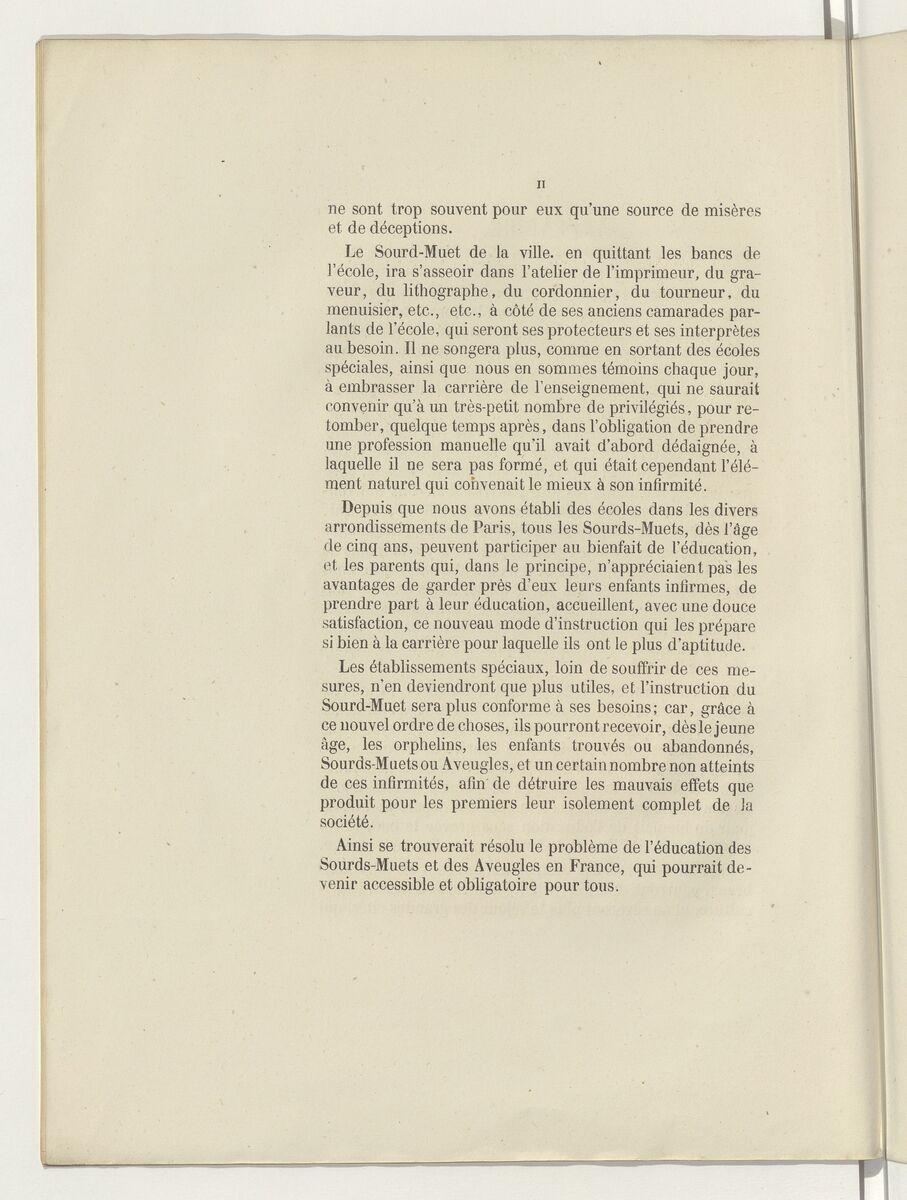 II
ne sont trop souvent pour eux qu'une source de misères
et de déceptions.
Le Sourd-Muet de la ville. en quittant les bancs de
l'école, ira s'asseoir dans l'atelier de l'imprimeur, du gra-
veur, du lithographe, du cordonnier, du tourneur, du
menuisier, etc., etc., à côté de ses anciens camarades par-
lants de l'école, qui seront ses protecteurs et ses interprètes
au besoin. Il ne songera plus, comme en sortant des écoles
spéciales, ainsi que nous en sommes témoins chaque jour,
à embrasser la carrière de l'enseignement, qui ne saurait
convenir qu'à un très-petit nombre de privilégiés, pour re-
tomber, quelque temps après, dans l'obligation de prendre
une profession manuelle qu'il avait d'abord dédaignée, à
laquelle il ne sera pas formé, et qui était cependant l'élé-
ment naturel qui convenait le mieux à son infirmité.
Depuis que nous avons établi des écoles dans les divers
arrondissements de Paris, tous les Sourds-Muets, dès l'âge
de cinq ans, peuvent participer au bienfait de l'éducation,
et les parents qui, dans le principe, n'appréciaient pas les
avantages de garder près d'eux leurs enfants infirmes, de
prendre part à leur éducation, accueillent, avec une douce
satisfaction, ce nouveau mode d'instruction qui les prépare
si bien à la carrière pour laquelle ils ont le plus d'aptitude.
Les établissements spéciaux, loin de souffrir de ces me-
sures, n'en deviendront que plus utiles, et l'instruction du
Sourd-Muet sera plus conforme à ses besoins; car, grâce à
ce nouvel ordre de choses, ils pourront recevoir, dès le jeune
âge, les orphelins, les enfants trouvés ou abandonnés,
Sourds-Muets ou Aveugles, et un certain nombre non atteints
de ces infirmités, afin de détruire les mauvais effets que
produit pour les premiers leur isolement complet de la
société.
Ainsi se trouverait résolu le problème de l'éducation des
Sourds-Muets et des Aveugles en France, qui pourrait de-
venir accessible et obligatoire pour tous.